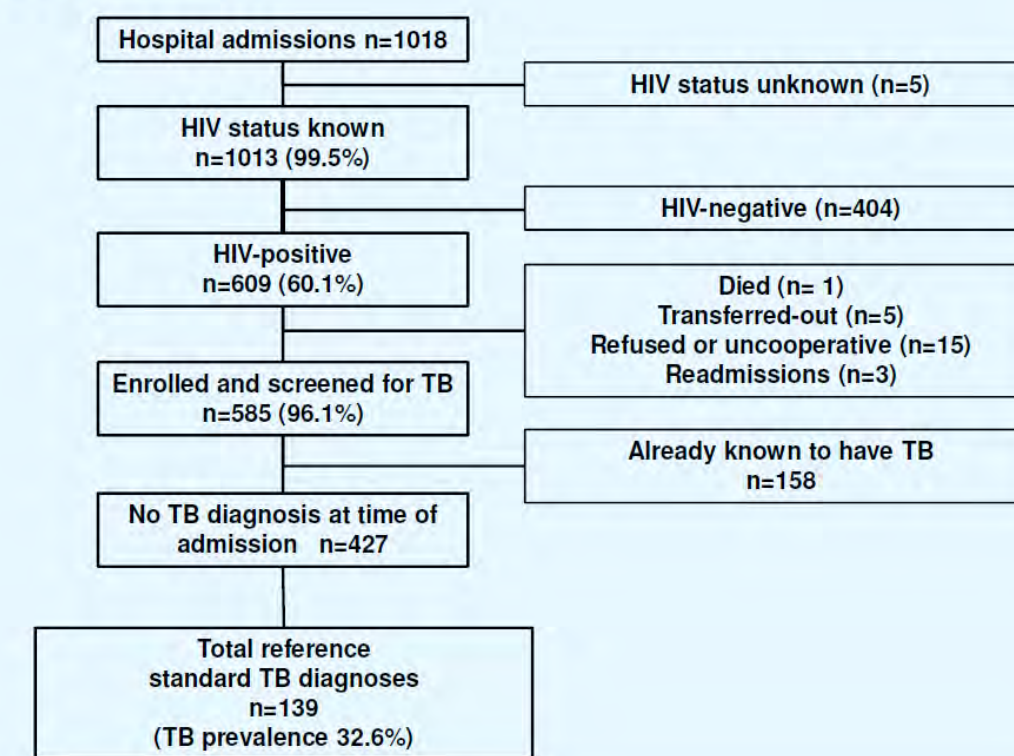 Hospital admissions n=1018
HIV status unknown (n=5)
HIV status known
n=1013 (99.5%)
HIV-negative (n=404)
HIV-positive
n=609 (60.1%)
Died (n= 1)
Transferred-out (n=5)
Refused or uncooperative (n=15)
Readmissions (n=3)
Enrolled and screened for TB
n=585 (96.1%)
Already known to have TB
n=158
No TB diagnosis at time of
admission n=427
Total reference
standard TB diagnoses
n=139
(TB prevalence 32.6%)